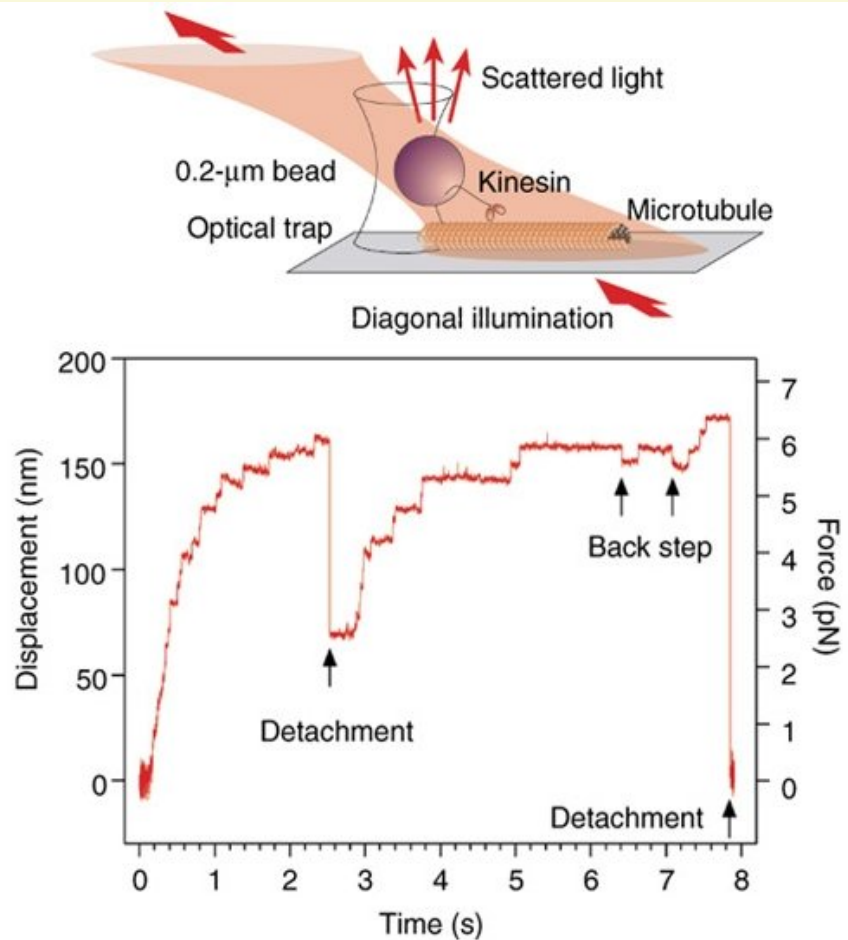 Scattered light
0.2-μm bead
Kinesin
Microtubule
Optical trap
Diagonal illumination
200
150
100
50
0
Displacement (nm)
7
6
5
4
3
2
1
0
Force (pN)
Back step
Detachment
Detachment
0 1 2 3 4 5 6 7 8
Time (s)